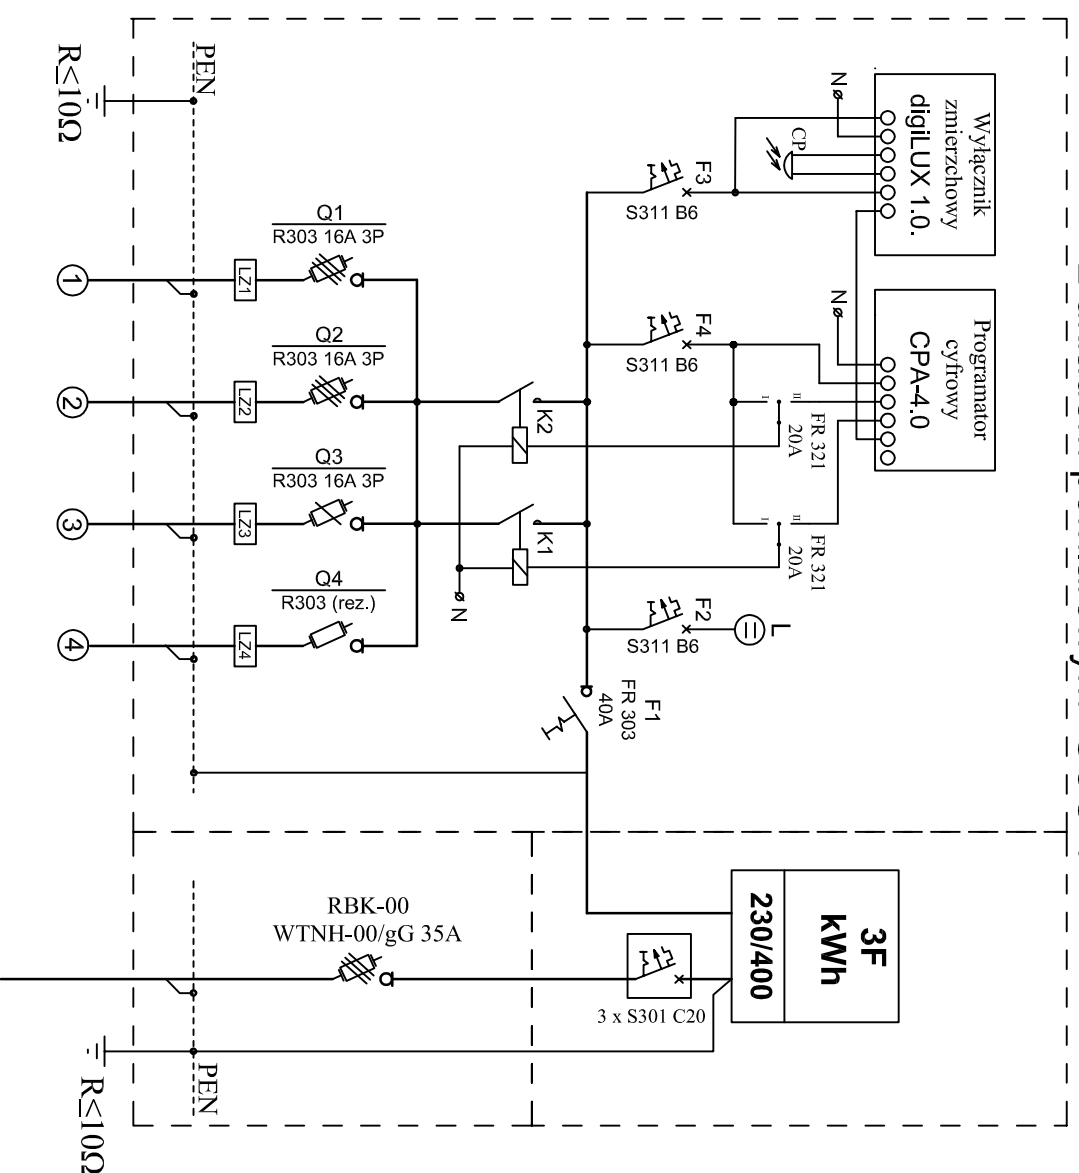 PEN
R≤10Ω
Wyłącznik
zmierzchowy
digiLUX 1.0.
N
CP
F3
S311 B6
Programator
cyfrowy
CPA-4.0
N
F4
S311 B6
I
II
FR 321
20A
I
II
FR 321
20A
Q1
R303 16A 3P
LZ1
1
Q2
R303 16A 3P
LZ2
2
K2
Q3
R303 16A 3P
LZ3
3
K1
N
Q4
R303 (rez.)
LZ4
4
F2
S311 B6
L
F1
FR 303
40A
3F
kWh
230/400
RBK-00
WTNH-00/gG 35A
3 x S301 C20
PEN
R≤10Ω